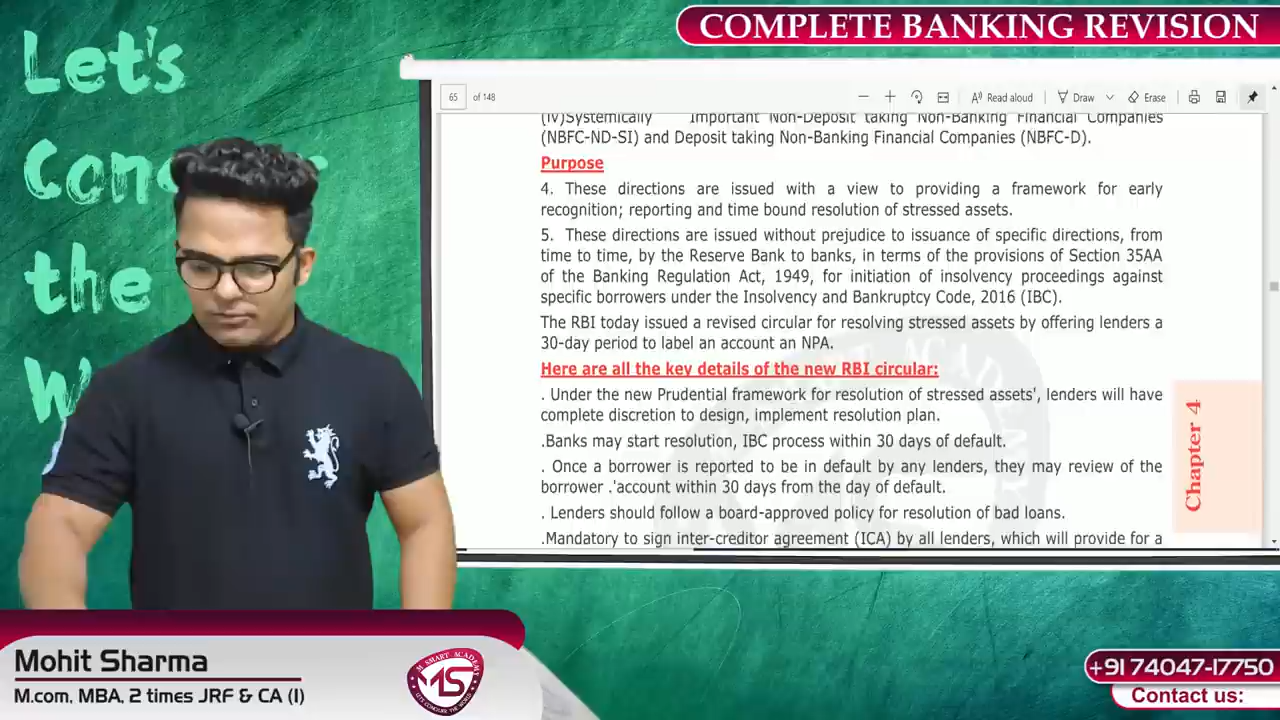 COMPLETE BANKING REVISION
Let's
Conc
the
W
65 of 148
Read aloud
Draw
Erase
(iv)Systemically Important Non-Deposit taking Non-Banking Financial Companies
(NBFC-ND-SI) and Deposit taking Non-Banking Financial Companies (NBFC-D).
Purpose
4. These directions are issued with a view to providing a framework for early
recognition; reporting and time bound resolution of stressed assets.
5. These directions are issued without prejudice to issuance of specific directions, from
time to time, by the Reserve Bank to banks, in terms of the provisions of Section 35AA
of the Banking Regulation Act, 1949, for initiation of insolvency proceedings against
specific borrowers under the Insolvency and Bankruptcy Code, 2016 (IBC).
The RBI today issued a revised circular for resolving stressed assets by offering lenders a
30-day period to label an account an NPA.
Here are all the key details of the new RBI circular:
. Under the new Prudential framework for resolution of stressed assets', lenders will have
complete discretion to design, implement resolution plan.
.Banks may start resolution, IBC process within 30 days of default.
. Once a borrower is reported to be in default by any lenders, they may review of the
borrower .'account within 30 days from the day of default.
. Lenders should follow a board-approved policy for resolution of bad loans.
.Mandatory to sign inter-creditor agreement (ICA) by all lenders, which will provide for a
Chapter 4
Mohit Sharma
M.com, MBA, 2 times JRF & CA (I)
M SMART ACADEMY
MS
LET'S CONQUER THE WORLD
+91 74047-17750
Contact us: